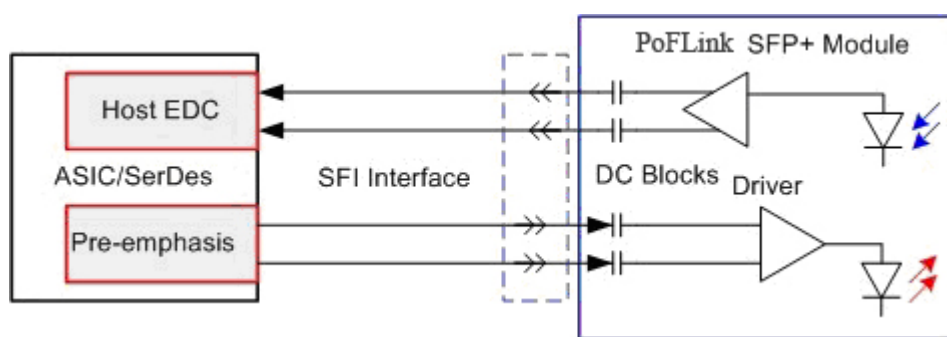 PoFLink SFP+ Module
Host EDC
ASIC/SerDes
SFI Interface
DC Blocks
Driver
Pre-emphasis